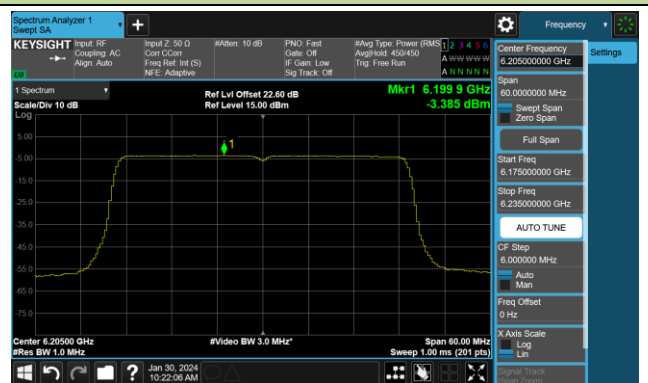 Spectrum Analyzer 1
Swept SA
+
Frequency
KEYSIGHT
Input: RF
Coupling: AC
Align: Auto
Input Z: 50 Ω
Corr CCorr
Freq Ref: Int (S)
NFE: Adaptive
#Atten: 10 dB
PNO: Fast
Gate: Off
IF Gain: Low
Sig Track: Off
#Avg Type: Power (RMS
Avg|Hold: 450/450
Trig: Free Run
1 2 3 4 5 6
A WW WW W
A N N N N N
LXI
1 Spectrum
Scale/Div 10 dB
Log
Ref Lvl Offset 22.60 dB
Ref Level 15.00 dBm
Mkr1 6.199 9 GHz
-3.385 dBm
1
5.00
-5.00
-15.0
-25.0
-35.0
-45.0
-55.0
-65.0
-75.0
Center 6.20500 GHz
#Res BW 1.0 MHz
#Video BW 3.0 MHz*
Span 60.00 MHz
Sweep 1.00 ms (201 pts)
Jan 30, 2024
10:22:06 AM
?
Center Frequency
6.205000000 GHz
Settings
Span
60.0000000 MHz
Swept Span
Zero Span
Full Span
Start Freq
6.175000000 GHz
Stop Freq
6.235000000 GHz
AUTO TUNE
CF Step
6.000000 MHz
Auto
Man
Freq Offset
0 Hz
X Axis Scale
Log
Lin
Signal Track